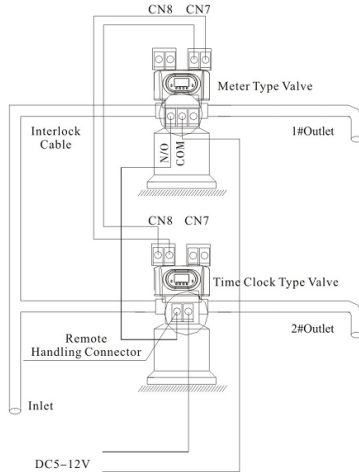 CN8 CN7
Meter Type Valve
Interlock
Cable
N/O
COM
1#Outlet
CN8 CN7
Time Clock Type Valve
Remote
Handling Connector
2#Outlet
Inlet
DC5-12V